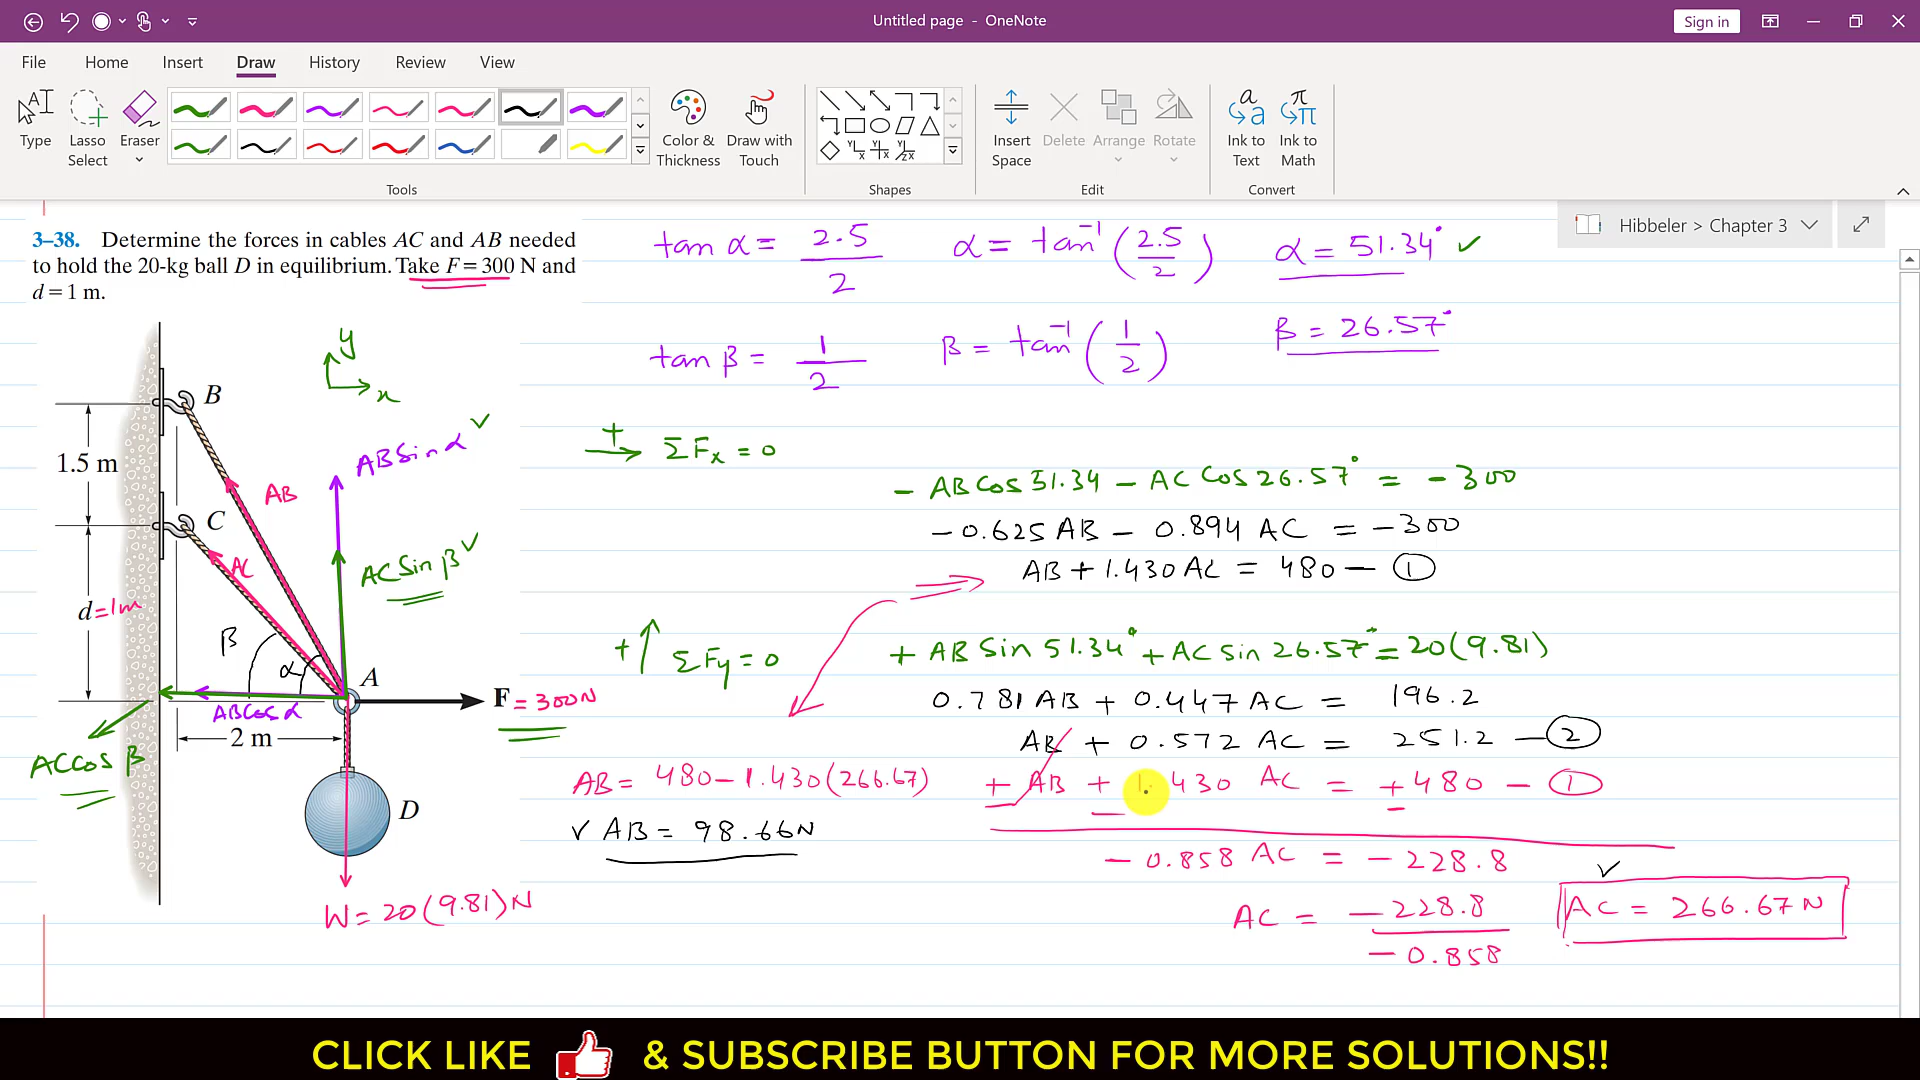 Untitled page - OneNote
Sign in
File Home Insert Draw History Review View
Type
Lasso Select
Eraser
Color & Thickness
Draw with Touch
Insert Space
Delete
Arrange
Rotate
Ink to Text
Ink to Math
Tools
Shapes
Edit
Convert
Hibbeler > Chapter 3
3–38. Determine the forces in cables AC and AB needed
to hold the 20-kg ball D in equilibrium. Take F = 300 N and
d = 1 m.
tan α = 2.5/2 α = tan⁻¹(2.5/2) α = 51.34° ✓
tan β = 1/2 β = tan⁻¹(1/2) β = 26.57°
y
x
B
1.5 m
AB sin α ✓
AB
C
AC
AC sin β ✓
d = 1m
β
α
A
F = 300N
AB cos α
2 m
AC cos β
D
W = 20(9.81)N
+→ ΣFx = 0
- AB cos 51.34 - AC cos 26.57° = - 300
-0.625 AB - 0.894 AC = -300
AB + 1.430 AC = 480 — ①
+↑ ΣFy = 0
+ AB sin 51.34° + AC sin 26.57° = 20(9.81)
0.781 AB + 0.447 AC = 196.2
AB + 0.572 AC = 251.2 — ②
+ AB + 1.430 AC = +480 — ①
- 0.858 AC = - 228.8
AC = -228.8 / -0.858
AC = 266.67 N ✓
AB = 480 - 1.430(266.67)
✓ AB = 98.66N
CLICK LIKE & SUBSCRIBE BUTTON FOR MORE SOLUTIONS!!